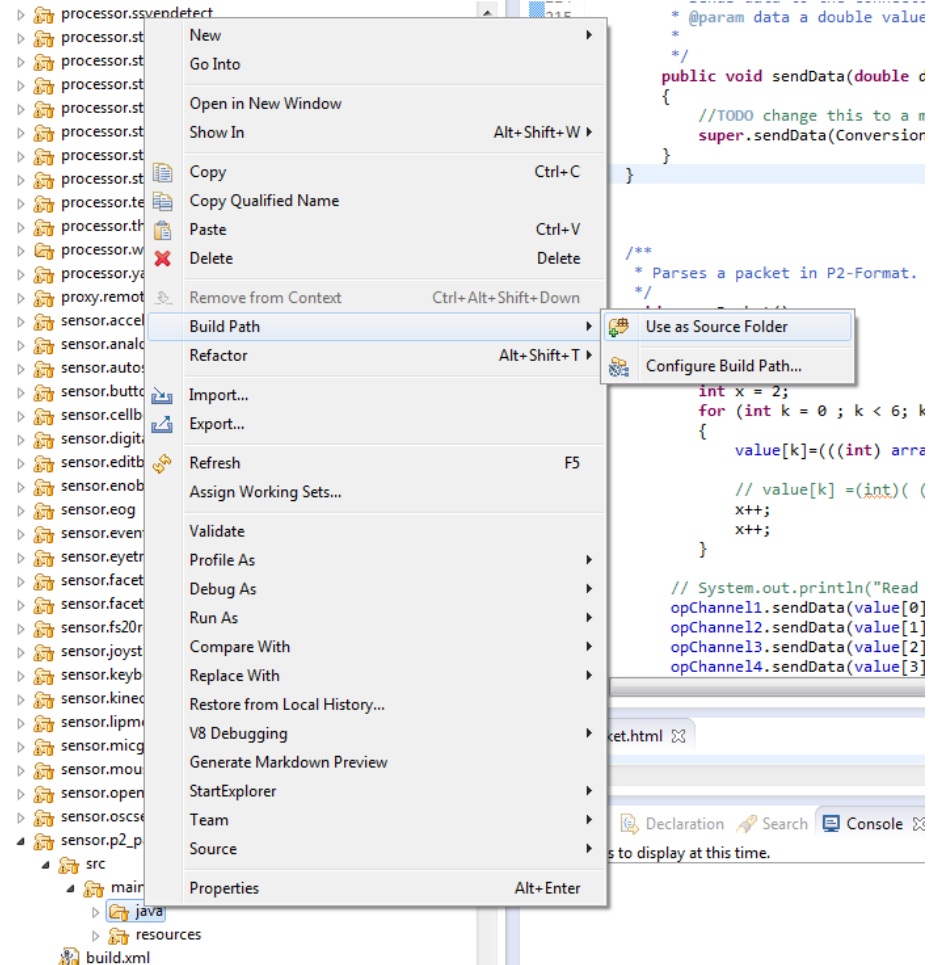 processor.ssvepdetect
processor.st
processor.st
processor.st
processor.st
processor.st
processor.st
processor.st
processor.te
processor.th
processor.w
processor.ya
proxy.remot
sensor.accel
sensor.analo
sensor.autos
sensor.butto
sensor.cellb
sensor.digita
sensor.editb
sensor.enob
sensor.eog
sensor.event
sensor.eyetr
sensor.facet
sensor.facet
sensor.fs20r
sensor.joyst
sensor.keyb
sensor.kinec
sensor.lipmo
sensor.micg
sensor.mou
sensor.open
sensor.oscse
sensor.p2_p
src
main
java
resources
build.xml
New
Go Into
Open in New Window
Show In Alt+Shift+W
Copy Ctrl+C
Copy Qualified Name
Paste Ctrl+V
Delete Delete
Remove from Context Ctrl+Alt+Shift+Down
Build Path
Refactor Alt+Shift+T
Import...
Export...
Refresh F5
Assign Working Sets...
Validate
Profile As
Debug As
Run As
Compare With
Replace With
Restore from Local History...
V8 Debugging
Generate Markdown Preview
StartExplorer
Team
Source
Properties Alt+Enter
Use as Source Folder
Configure Build Path...
215
* @param data a double value
*
*/
public void sendData(double d
{
//TODO change this to a m
super.sendData(Conversion
}
}
/**
* Parses a packet in P2-Format.
*/
int x = 2;
for (int k = 0 ; k < 6; k
{
value[k]=(((int) arra
// value[k] =(int)( (
x++;
x++;
}
// System.out.println("Read
opChannel1.sendData(value[0]
opChannel2.sendData(value[1]
opChannel3.sendData(value[2]
opChannel4.sendData(value[3]
ket.html
Declaration Search Console
s to display at this time.